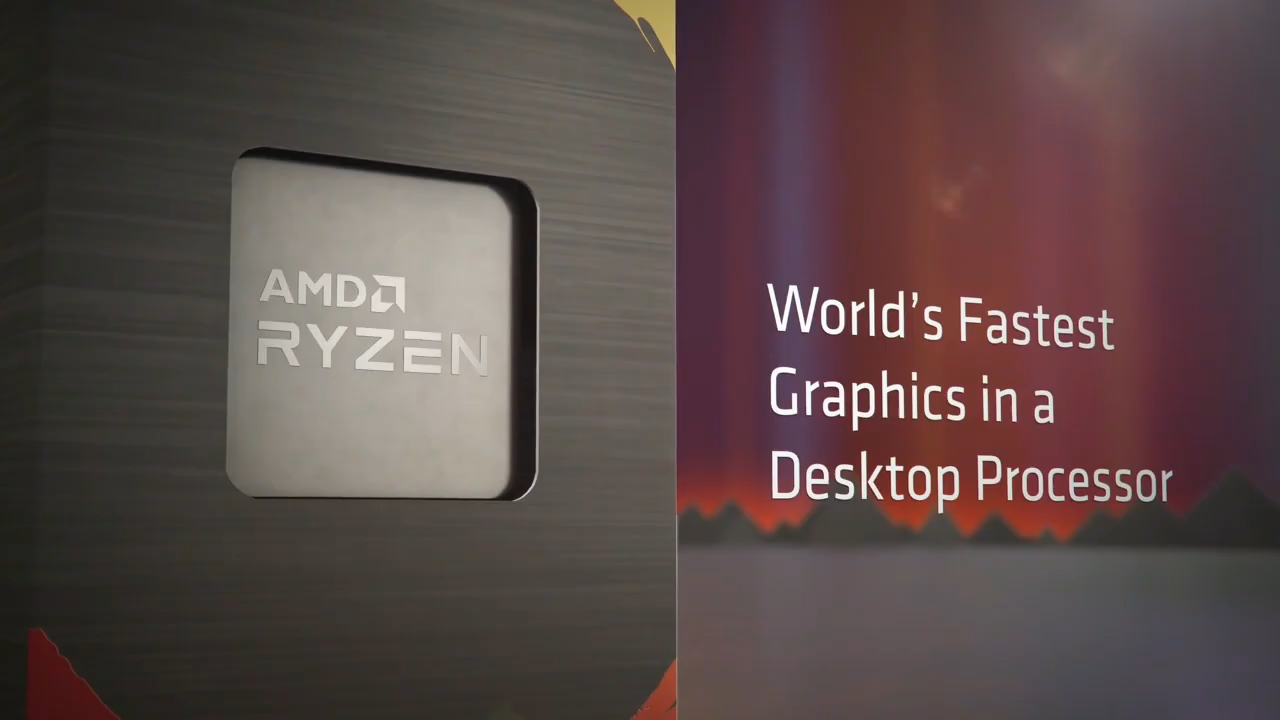 AMD
RYZEN
World's Fastest
Graphics in a
Desktop Processor